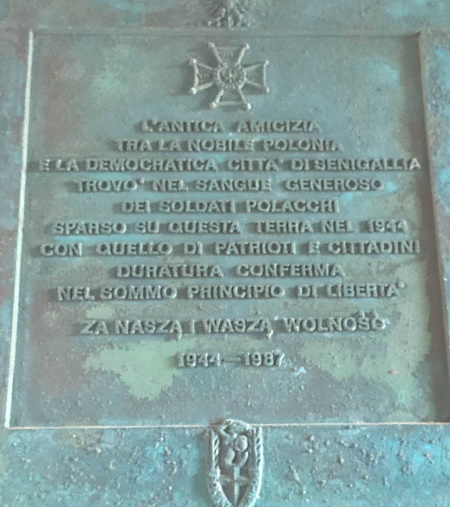 L'ANTICA AMICIZIA
TRA LA NOBILE POLONIA
E LA DEMOCRATICA CITTA' DI SENIGALLIA
TROVO' NEL SANGUE GENEROSO
DEI SOLDATI POLACCHI
SPARSO SU QUESTA TERRA NEL 1944
CON QUELLO DI PATRIOTI E CITTADINI
DURATURA CONFERMA
NEL SOMMO PRINCIPIO DI LIBERTA'
ZA NASZĄ I WASZĄ WOLNOŚĆ
1944-1987